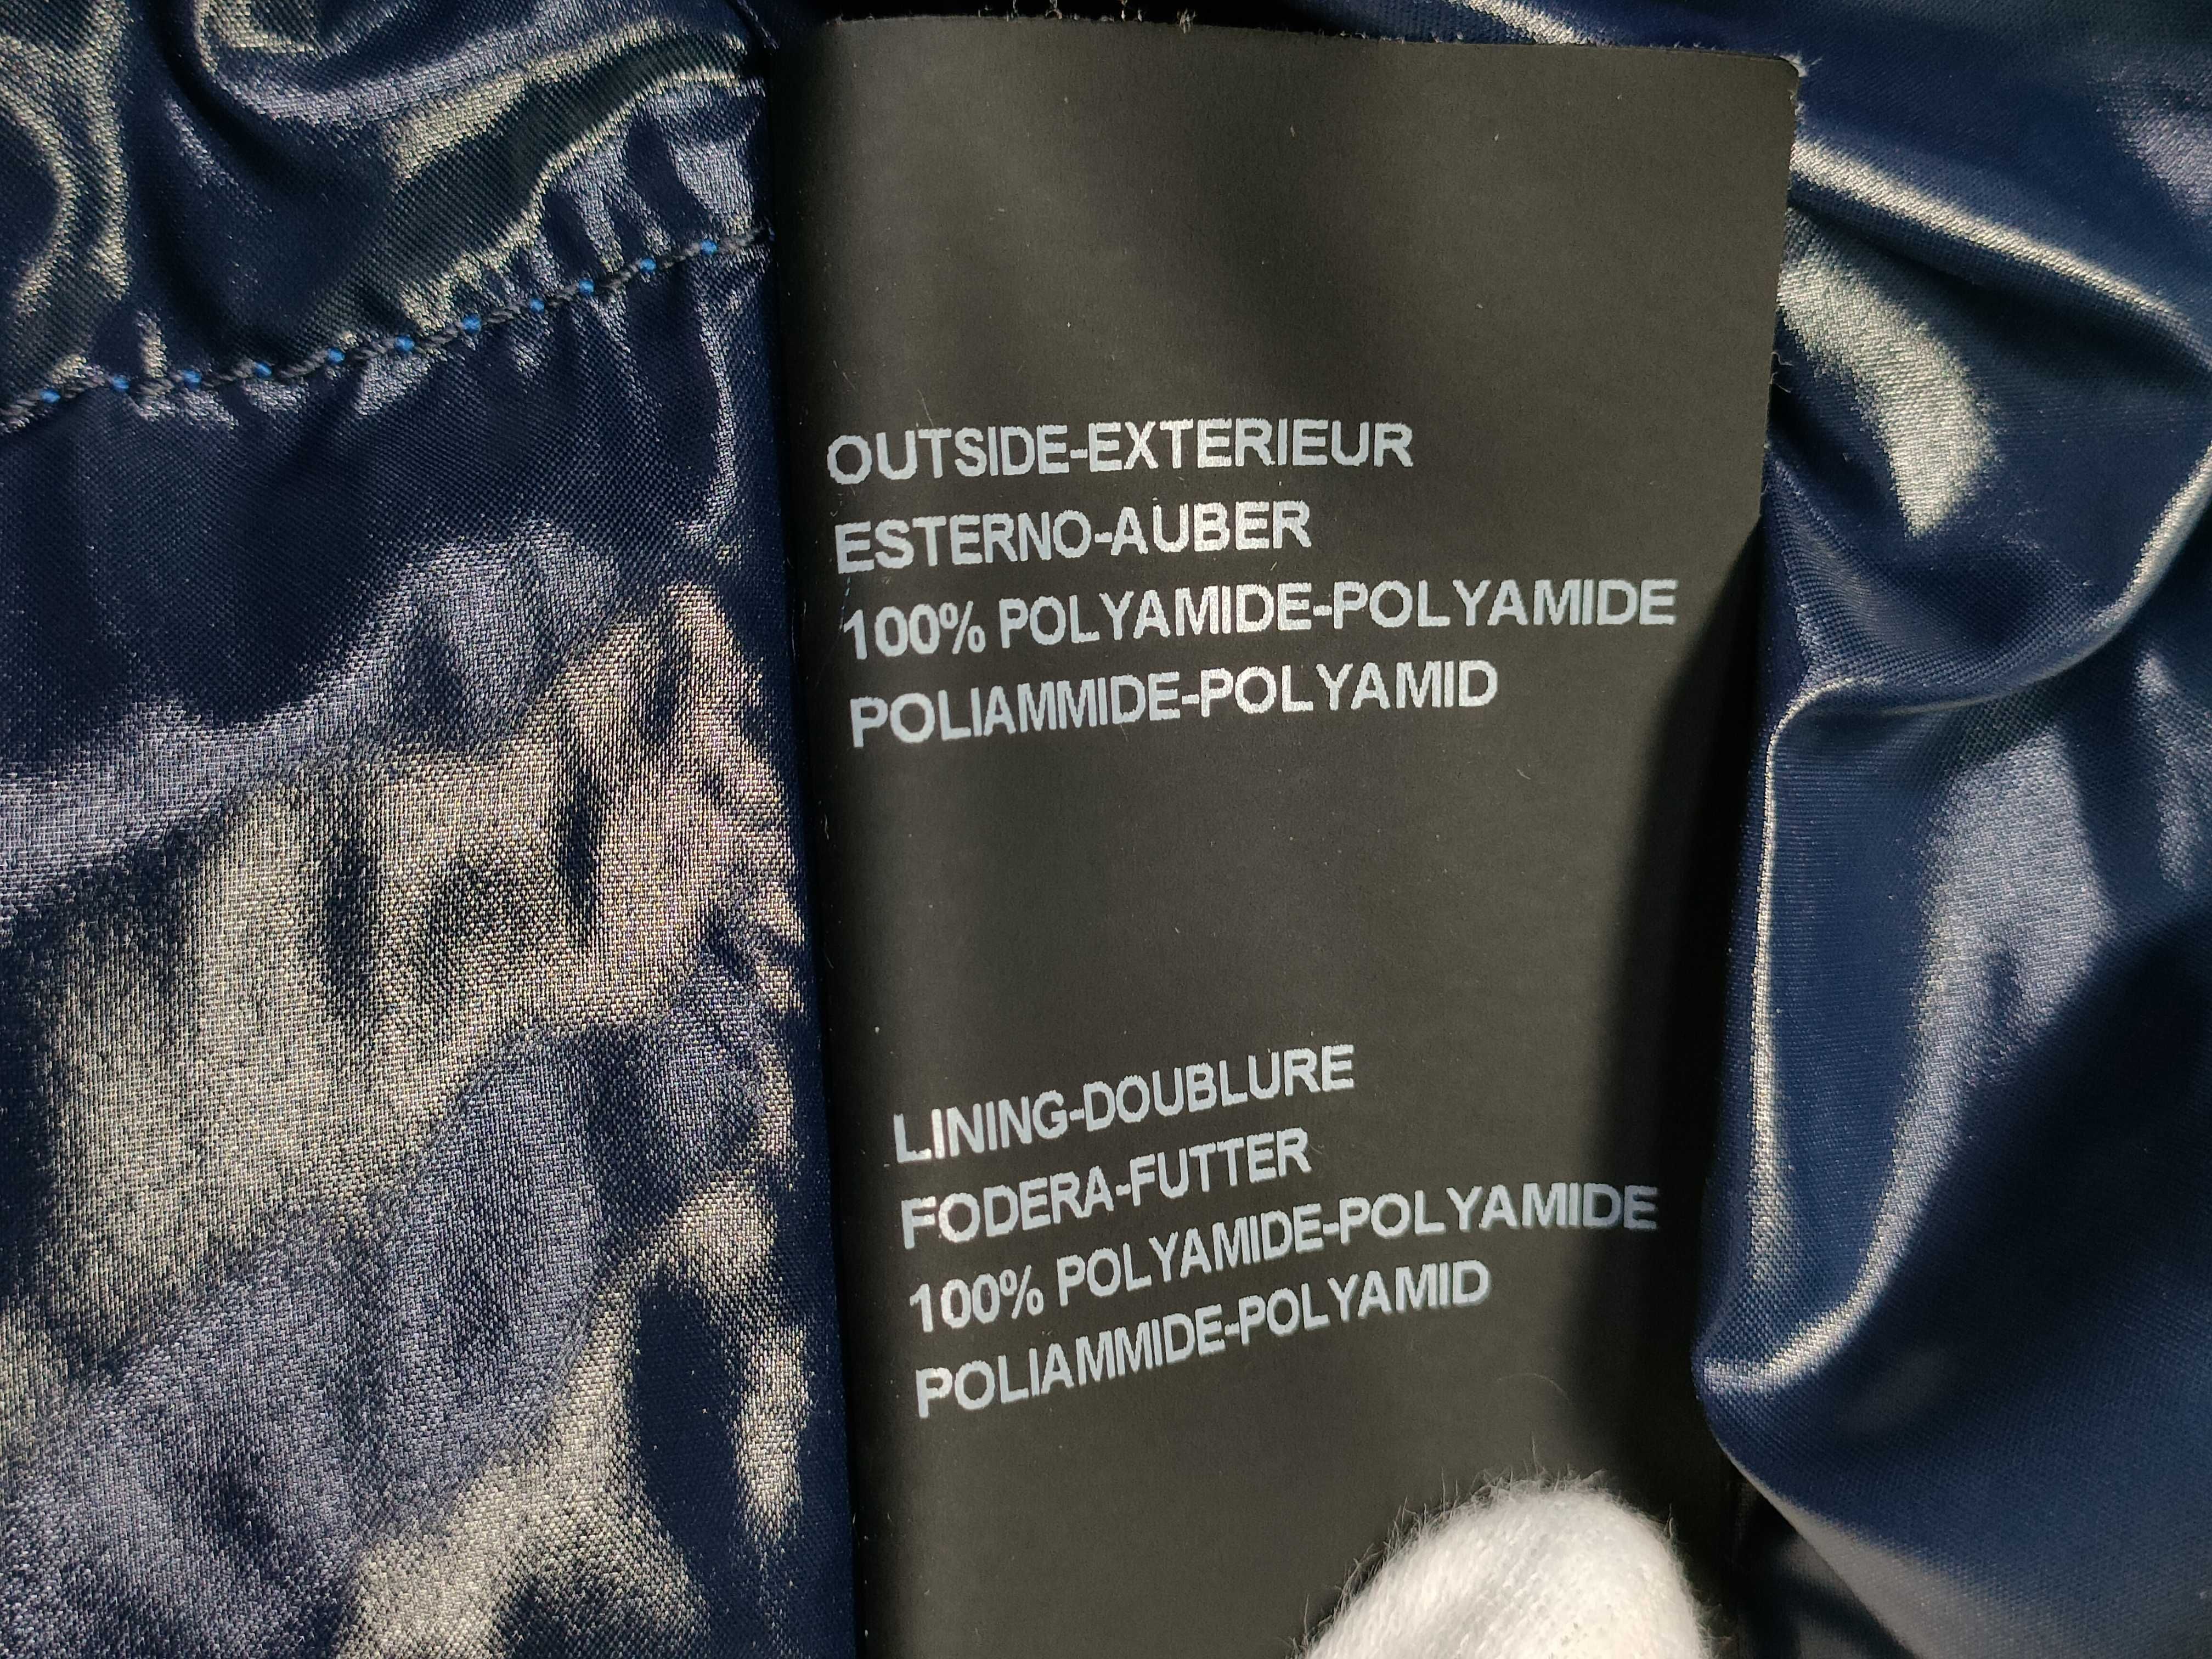 OUTSIDE-EXTERIEUR
ESTERNO-AUBER
100% POLYAMIDE-POLYAMIDE
POLIAMMIDE-POLYAMID
LINING-DOUBLURE
FODERA-FUTTER
100% POLYAMIDE-POLYAMIDE
POLIAMMIDE-POLYAMID